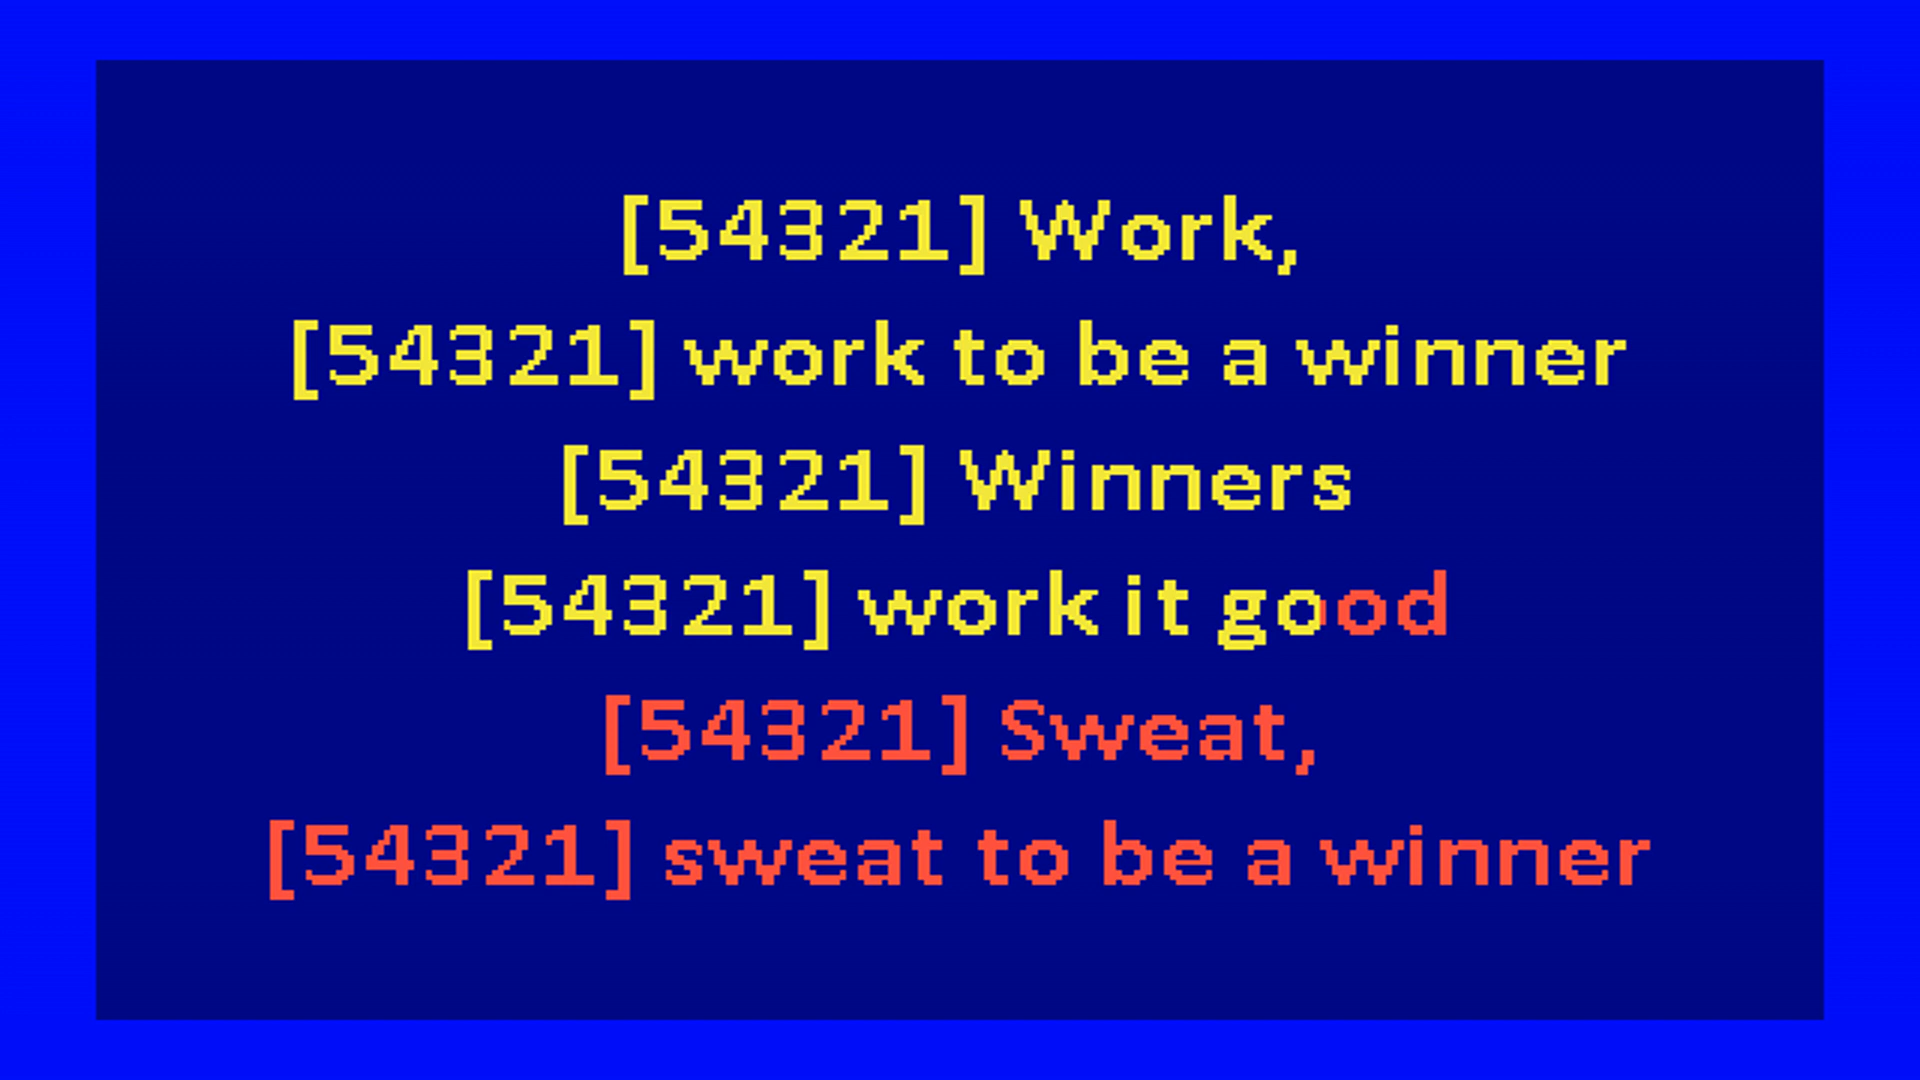 [54321] Work,
[54321] work to be a winner
[54321] Winners
[54321] work it good
[54321] Sweat,
[54321] sweat to be a winner